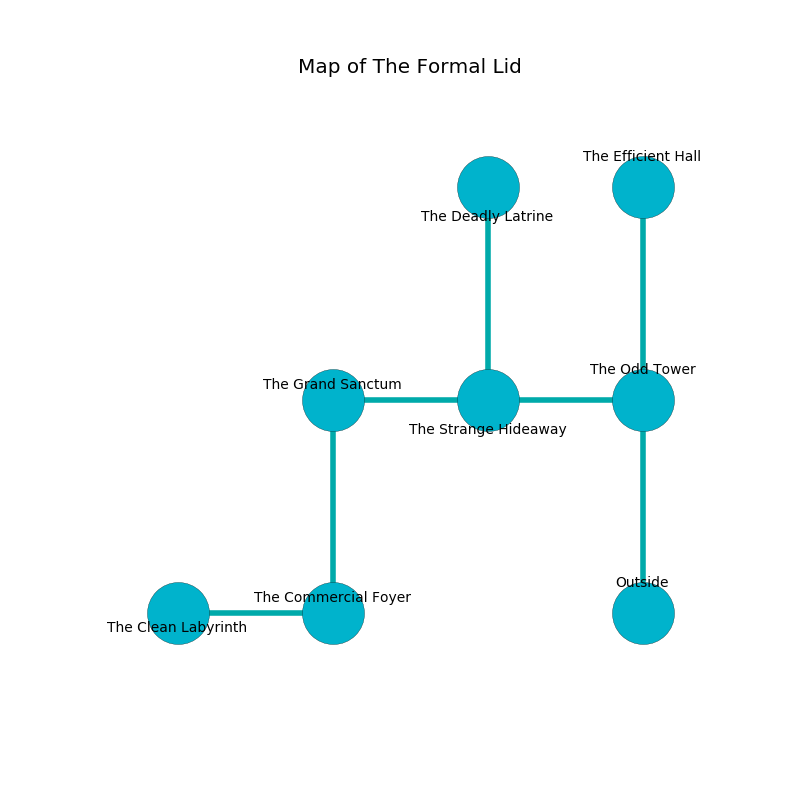 Map of The Formal Lid
The Efficient Hall
The Deadly Latrine
The Odd Tower
The Grand Sanctum
The Strange Hideaway
Outside
The Commercial Foyer
The Clean Labyrinth